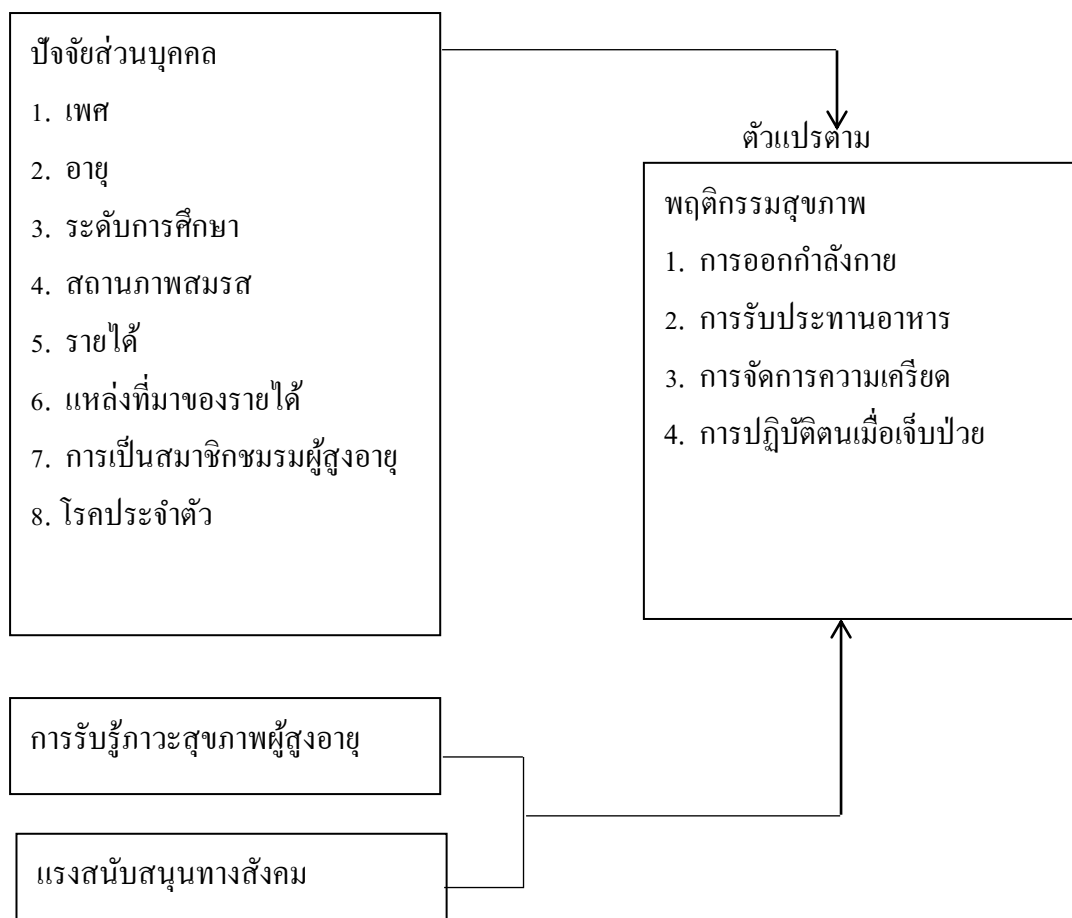 ปัจจัยส่วนบุคคล
1. เพศ
2. อายุ
3. ระดับการศึกษา
4. สถานภาพสมรส
5. รายได้
6. แหล่งที่มาของรายได้
7. การเป็นสมาชิกชมรมผู้สูงอายุ
8. โรคประจำตัว
ตัวแปรตาม
พฤติกรรมสุขภาพ
1. การออกกำลังกาย
2. การรับประทานอาหาร
3. การจัดการความเครียด
4. การปฏิบัติตนเมื่อเจ็บป่วย
การรับรู้ภาวะสุขภาพผู้สูงอายุ
แรงสนับสนุนทางสังคม